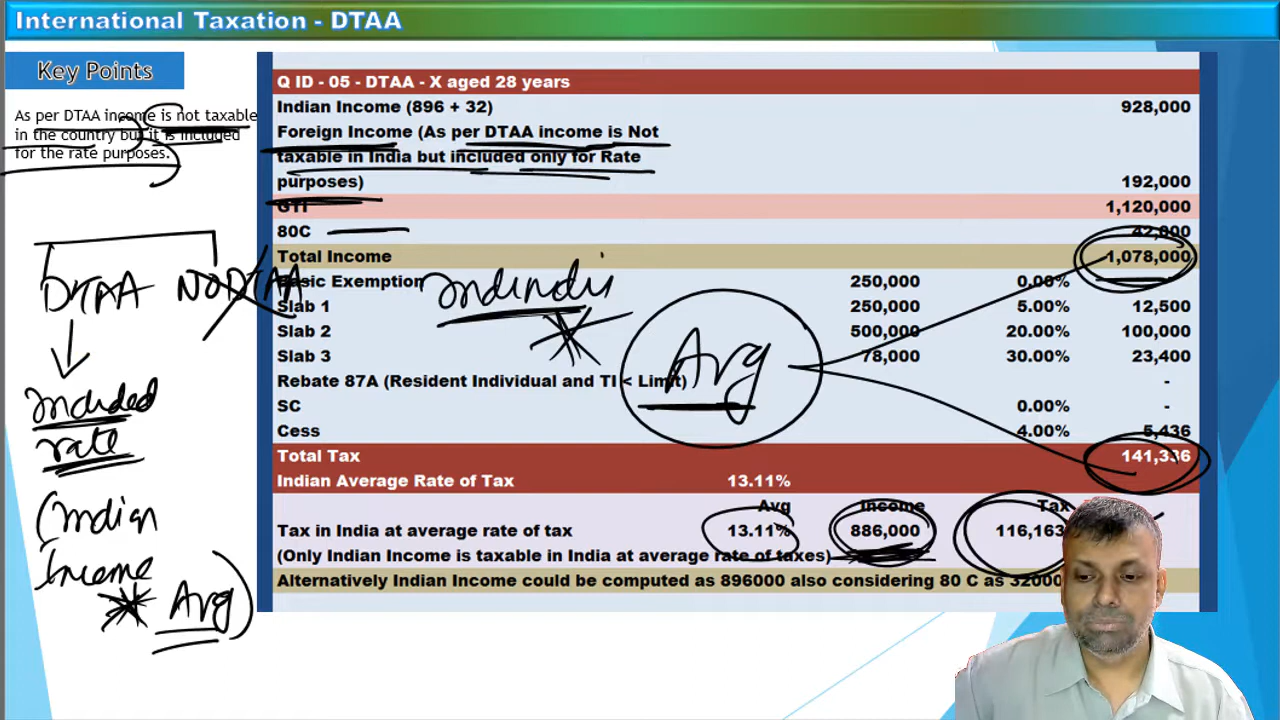 International Taxation - DTAA
Key Points
As per DTAA income is not taxable
in the country but it is included
for the rate purposes.
DTAA NO DTAA
included
rate
(Indian
Income
* Avg)
Q ID - 05 - DTAA - X aged 28 years
Indian Income (896 + 32) 928,000
Foreign Income (As per DTAA income is Not
taxable in India but included only for Rate
purposes) 192,000
GTI 1,120,000
80C 42,000
Total Income 1,078,000
Basic Exemption 250,000 0.00%
Slab 1 250,000 5.00% 12,500
Slab 2 500,000 20.00% 100,000
Slab 3 78,000 30.00% 23,400
Rebate 87A (Resident Individual and TI < Limit) -
SC 0.00% -
Cess 4.00% 5,436
Total Tax 141,336
Indian Average Rate of Tax 13.11%
Avg Income Tax
Tax in India at average rate of tax 13.11% 886,000 116,163
(Only Indian Income is taxable in India at average rate of taxes)
Alternatively Indian Income could be computed as 896000 also considering 80 C as 32000
Avg